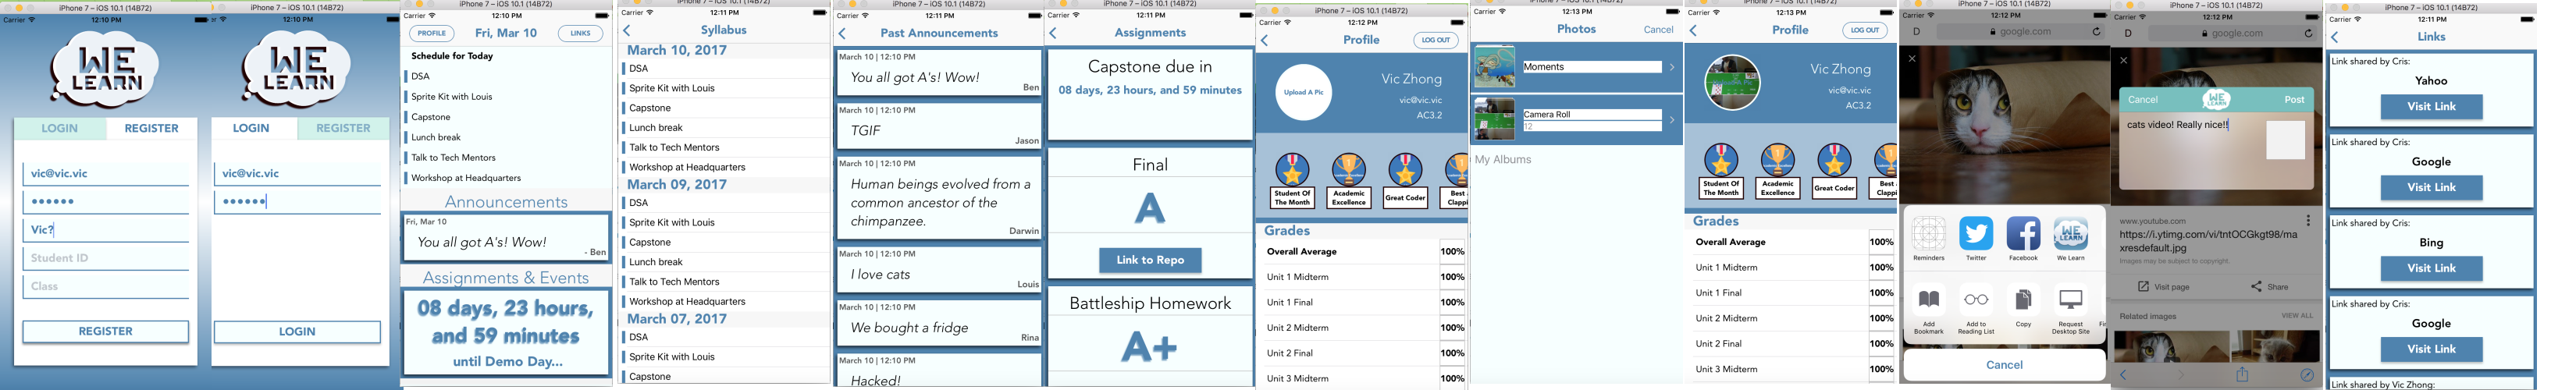 iPhone 7 – iOS 10.1 (14B72)
Carrier 12:10 PM
WE
LEARN
LOGIN REGISTER
vic@vic.vic
••••••
Vic?
Student ID
Class
REGISTER
iPhone 7 – iOS 10.1 (14B72)
12:10 PM
WE
LEARN
LOGIN REGISTER
vic@vic.vic
••••••
LOGIN
iPhone 7 – iOS 10.1 (14B72)
Carrier 12:10 PM
PROFILE Fri, Mar 10 LINKS
Schedule for Today
DSA
Sprite Kit with Louis
Capstone
Lunch break
Talk to Tech Mentors
Workshop at Headquarters
Announcements
Fri, Mar 10
You all got A's! Wow!
- Ben
Assignments & Events
08 days, 23 hours,
and 59 minutes
until Demo Day...
iPhone 7 – iOS 10.1 (14B72)
Carrier 12:11 PM
Syllabus
March 10, 2017
DSA
Sprite Kit with Louis
Capstone
Lunch break
Talk to Tech Mentors
Workshop at Headquarters
March 09, 2017
DSA
Sprite Kit with Louis
Capstone
Lunch break
Talk to Tech Mentors
Workshop at Headquarters
March 07, 2017
DSA
Sprite Kit with Louis
Capstone
iPhone 7 – iOS 10.1 (14B72)
Carrier 12:11 PM
Past Announcements
March 10 | 12:10 PM
You all got A's! Wow!
Ben
March 10 | 12:10 PM
TGIF
Jason
March 10 | 12:10 PM
Human beings evolved from a
common ancestor of the
chimpanzee.
Darwin
March 10 | 12:10 PM
I love cats
Louis
March 10 | 12:10 PM
We bought a fridge
Rina
March 10 | 12:10 PM
Hacked!
iPhone 7 – iOS 10.1 (14B72)
Carrier 12:11 PM
Assignments
Capstone due in
08 days, 23 hours, and 59 minutes
Final
A
Link to Repo
Battleship Homework
A+
iPhone 7 – iOS 10.1 (14B72)
Carrier 12:12 PM
Profile LOG OUT
Upload A Pic
Vic Zhong
vic@vic.vic
AC3.2
Student Of
The Month
Academic
Excellence
Great Coder
Best
Clappi
Grades
Overall Average 100%
Unit 1 Midterm 100%
Unit 1 Final 100%
Unit 2 Midterm 100%
Unit 2 Final 100%
Unit 3 Midterm 100%
iPhone 7 – iOS 10.1 (14B72)
Carrier 12:13 PM
Photos Cancel
Moments
Camera Roll
12
My Albums
iPhone 7 – iOS 10.1 (14B72)
Carrier 12:13 PM
Profile LOG OUT
Vic Zhong
vic@vic.vic
AC3.2
Student Of
The Month
Academic
Excellence
Great Coder
Best
Clappi
Grades
Overall Average 100%
Unit 1 Midterm 100%
Unit 1 Final 100%
Unit 2 Midterm 100%
Unit 2 Final 100%
Unit 3 Midterm 100%
iPhone 7 – iOS 10.1 (14B72)
Carrier 12:12 PM
D google.com
Reminders
Twitter
Facebook
WE
LEARN
We Learn
Add
Bookmark
Add to
Reading List
Copy
Request
Desktop Site
Cancel
iPhone 7 – iOS 10.1 (14B72)
Carrier 12:12 PM
D google.com
Cancel WE LEARN Post
cats video! Really nice!!
www.youtube.com
https://i.ytimg.com/vi/tntOCGkgt98/ma
xresdefault.jpg
Images may be subject to copyright.
Visit page Share
Related images VIEW ALL
iPhone 7 – iOS 10.1 (14B72)
Carrier 12:11 PM
Links
Link shared by Cris:
Yahoo
Visit Link
Link shared by Cris:
Google
Visit Link
Link shared by Cris:
Bing
Visit Link
Link shared by Cris:
Google
Visit Link
Link shared by Vic Zhong: